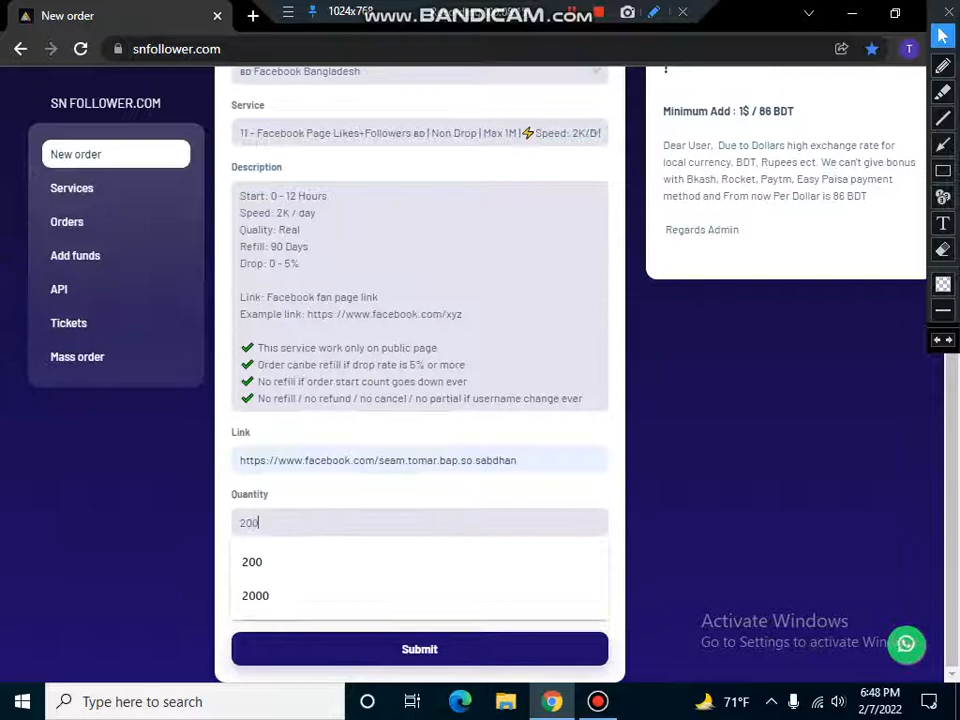 New order
1024x768
www.BANDICAM.com
snfollower.com
T
SN FOLLOWER.COM
New order
Services
Orders
Add funds
API
Tickets
Mass order
BD Facebook Bangladesh
Service
11 - Facebook Page Likes+Followers BD | Non Drop | Max 1M |⚡Speed: 2K/D|
Description
Start: 0 - 12 Hours
Speed: 2K / day
Quality: Real
Refill: 90 Days
Drop: 0 - 5%
Link: Facebook fan page link
Example link: https://www.facebook.com/xyz
✔ This service work only on public page
✔ Order canbe refill if drop rate is 5% or more
✔ No refill if order start count goes down ever
✔ No refill / no refund / no cancel / no partial if username change ever
Link
https://www.facebook.com/seam.tomar.bap.so.sabdhan
Quantity
200
200
2000
Submit
Minimum Add : 1$ / 86 BDT
Dear User, Due to Dollars high exchange rate for
local currency, BDT, Rupees ect. We can't give bonus
with Bkash, Rocket, Paytm, Easy Paisa payment
method and From now Per Dollar is 86 BDT
Regards Admin
T
Activate Windows
Go to Settings to activate Win
Type here to search
71°F
6:48 PM
2/7/2022